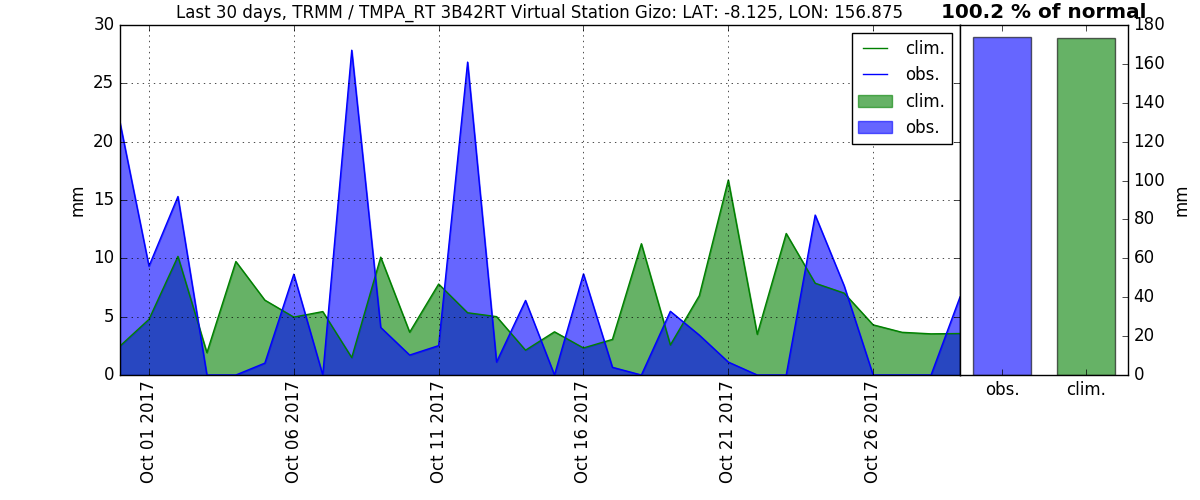 Last 30 days, TRMM / TMPA_RT 3B42RT Virtual Station Gizo: LAT: -8.125, LON: 156.875
100.2 % of normal
30
25
20
15
10
5
0
mm
clim.
obs.
clim.
obs.
Oct 01 2017
Oct 06 2017
Oct 11 2017
Oct 16 2017
Oct 21 2017
Oct 26 2017
180
160
140
120
100
80
60
40
20
0
mm
obs.
clim.